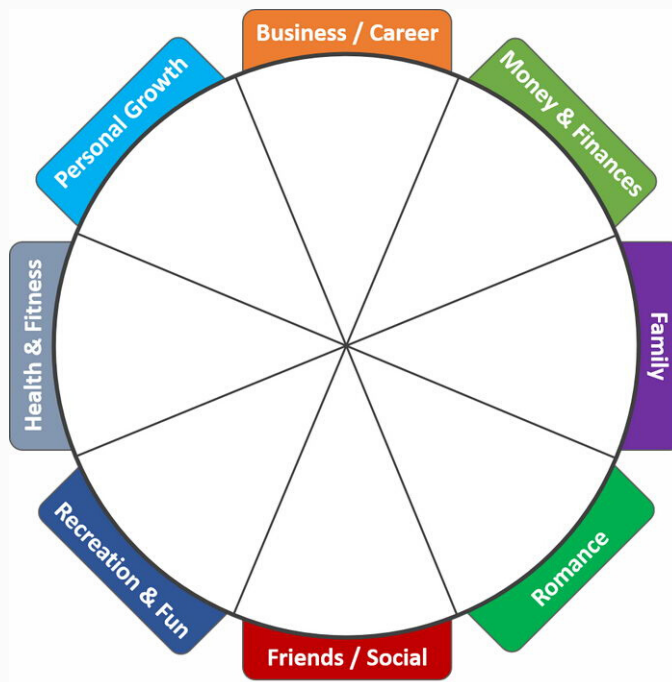 Business / Career
Money & Finances
Family
Romance
Friends / Social
Recreation & Fun
Health & Fitness
Personal Growth